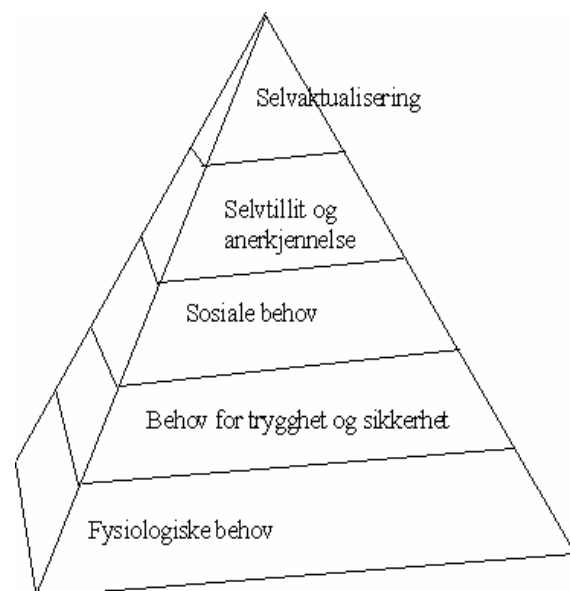 Selvaktualisering
Selvtillit og
anerkjennelse
Sosiale behov
Behov for trygghet og sikkerhet
Fysiologiske behov